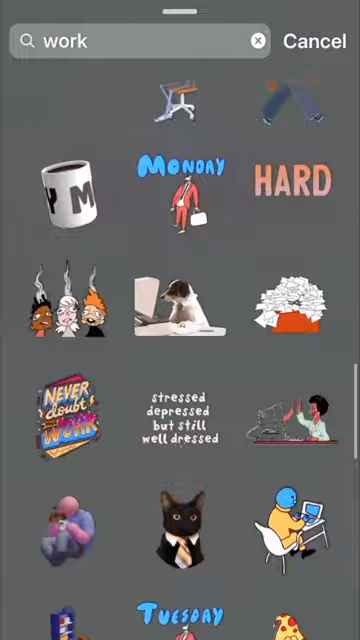 work
Cancel
MONDAY
Y M
HARD
NEVER
doubt
YOUR
WORK
stressed
depressed
but still
well dressed
TUESDAY